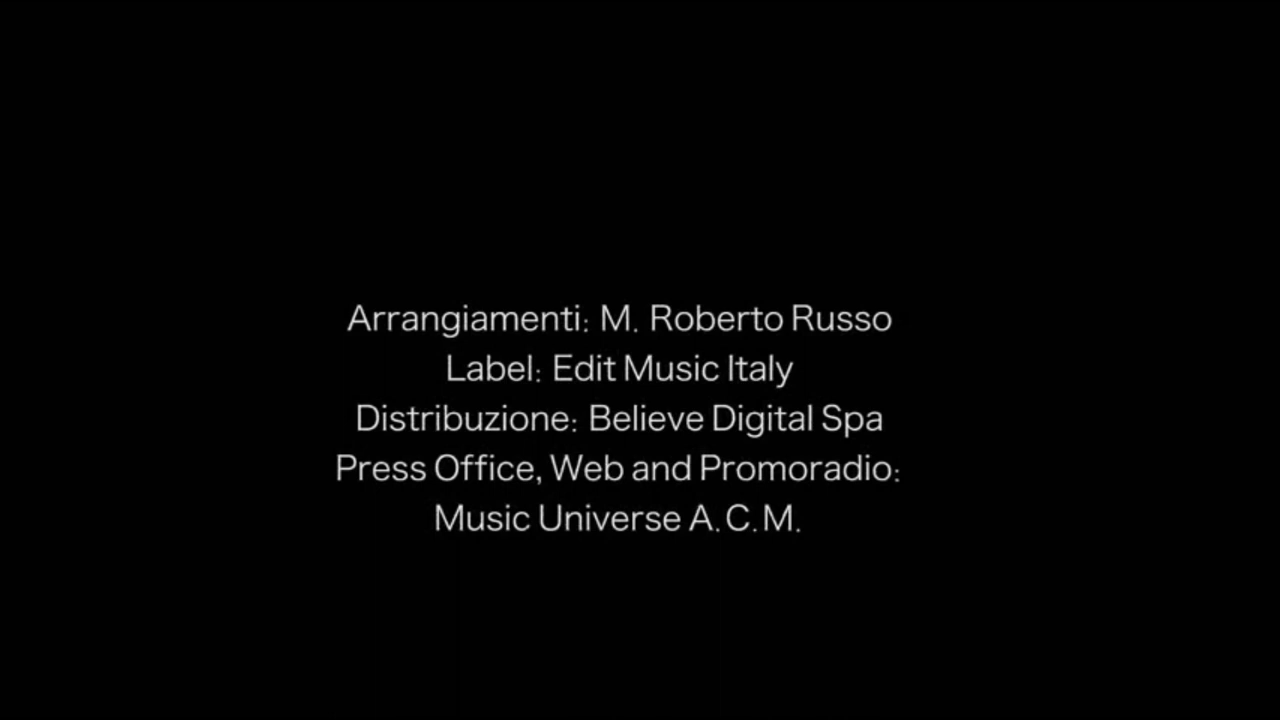 Arrangiamenti: M. Roberto Russo
Label: Edit Music Italy
Distribuzione: Believe Digital Spa
Press Office, Web and Promoradio:
Music Universe A.C.M.